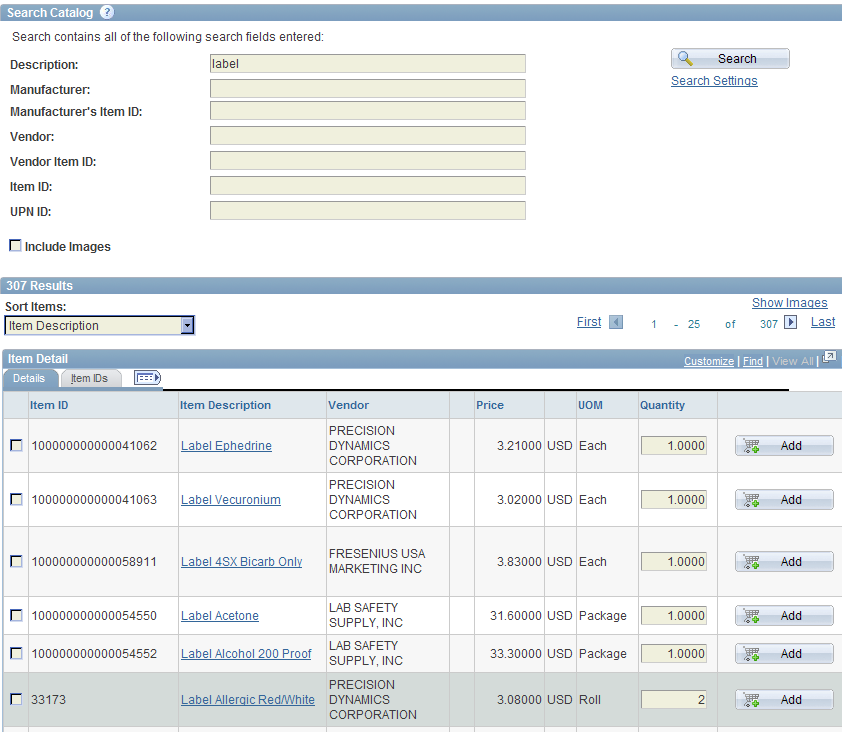 Search Catalog ?
Search contains all of the following search fields entered:
Description: label
Search
Search Settings
Manufacturer:
Manufacturer's Item ID:
Vendor:
Vendor Item ID:
Item ID:
UPN ID:
Include Images
307 Results
Show Images
Sort Items:
Item Description
First 1 - 25 of 307 Last
Item Detail
Customize | Find | View All |
Details Item IDs
Item ID Item Description Vendor Price UOM Quantity
100000000000041062 Label Ephedrine PRECISION DYNAMICS CORPORATION 3.21000 USD Each 1.0000 Add
100000000000041063 Label Vecuronium PRECISION DYNAMICS CORPORATION 3.02000 USD Each 1.0000 Add
100000000000058911 Label 4SX Bicarb Only FRESENIUS USA MARKETING INC 3.83000 USD Each 1.0000 Add
100000000000054550 Label Acetone LAB SAFETY SUPPLY, INC 31.60000 USD Package 1.0000 Add
100000000000054552 Label Alcohol 200 Proof LAB SAFETY SUPPLY, INC 33.30000 USD Package 1.0000 Add
33173 Label Allergic Red/White PRECISION DYNAMICS CORPORATION 3.08000 USD Roll 2 Add